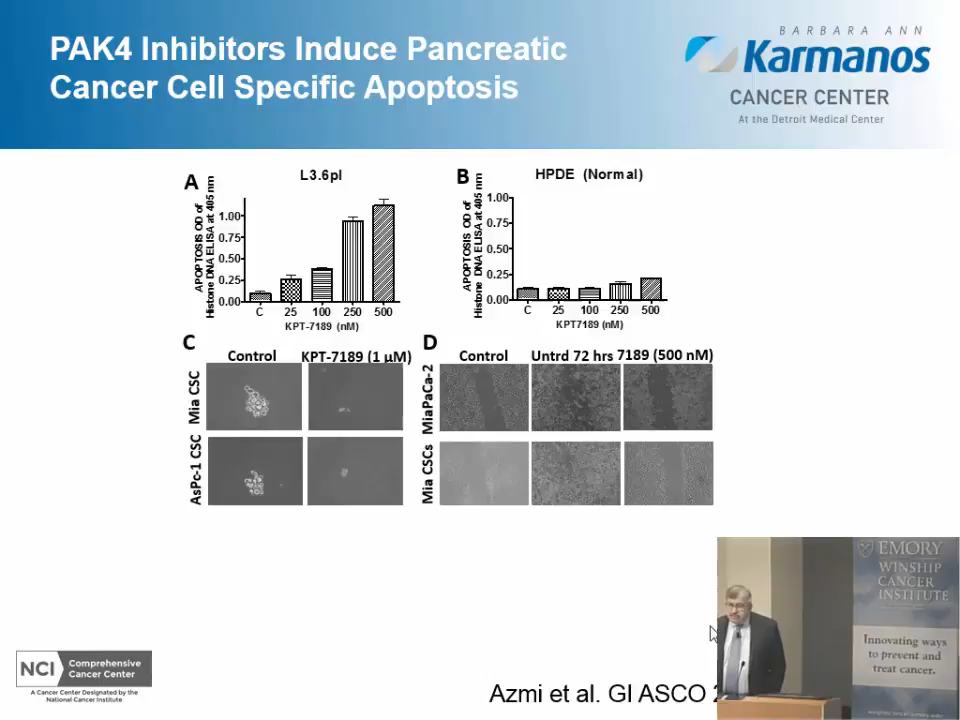 PAK4 Inhibitors Induce Pancreatic
Cancer Cell Specific Apoptosis
BARBARA ANN
Karmanos
CANCER CENTER
At the Detroit Medical Center
A
L3.6pl
APOPTOSIS OD of
Histone DNA ELISA at 405 nm
1.00
0.75
0.50
0.25
0.00
C 25 100 250 500
KPT-7189 (nM)
B
HPDE (Normal)
APOPTOSIS OD of
Histone DNA ELISA at 405 nm
1.00
0.75
0.50
0.25
0.00
C 25 100 250 500
KPT7189 (nM)
C
Control KPT-7189 (1 µM)
Mia CSC
AsPc-1 CSC
D
Control Untrd 72 hrs 7189 (500 nM)
MiaPaCa-2
Mia CSCs
EMORY
WINSHIP
CANCER
INSTITUTE
Innovating ways
to prevent and
treat cancer.
NCI
Comprehensive
Cancer Center
A Cancer Center Designated by the
National Cancer Institute
Azmi et al. GI ASCO